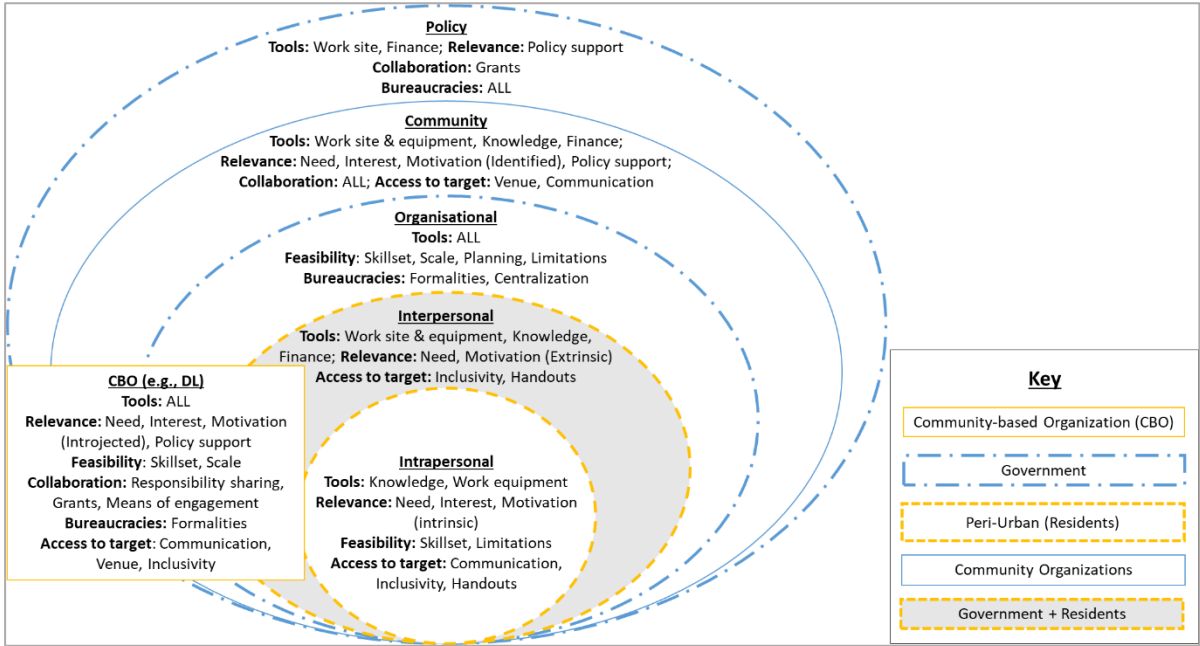 Policy
Tools: Work site, Finance; Relevance: Policy support
Collaboration: Grants
Bureaucracies: ALL
Community
Tools: Work site & equipment, Knowledge, Finance;
Relevance: Need, Interest, Motivation (Identified), Policy support;
Collaboration: ALL; Access to target: Venue, Communication
Organisational
Tools: ALL
Feasibility: Skillset, Scale, Planning, Limitations
Bureaucracies: Formalities, Centralization
Interpersonal
Tools: Work site & equipment, Knowledge,
Finance; Relevance: Need, Motivation (Extrinsic)
Access to target: Inclusivity, Handouts
CBO (e.g., DL)
Tools: ALL
Relevance: Need, Interest, Motivation
(Introjected), Policy support
Feasibility: Skillset, Scale
Collaboration: Responsibility sharing,
Grants, Means of engagement
Bureaucracies: Formalities
Access to target: Communication,
Venue, Inclusivity
Intrapersonal
Tools: Knowledge, Work equipment
Relevance: Need, Interest, Motivation
(intrinsic)
Feasibility: Skillset, Limitations
Access to target: Communication,
Inclusivity, Handouts
Key
Community-based Organization (CBO)
Government
Peri-Urban (Residents)
Community Organizations
Government + Residents